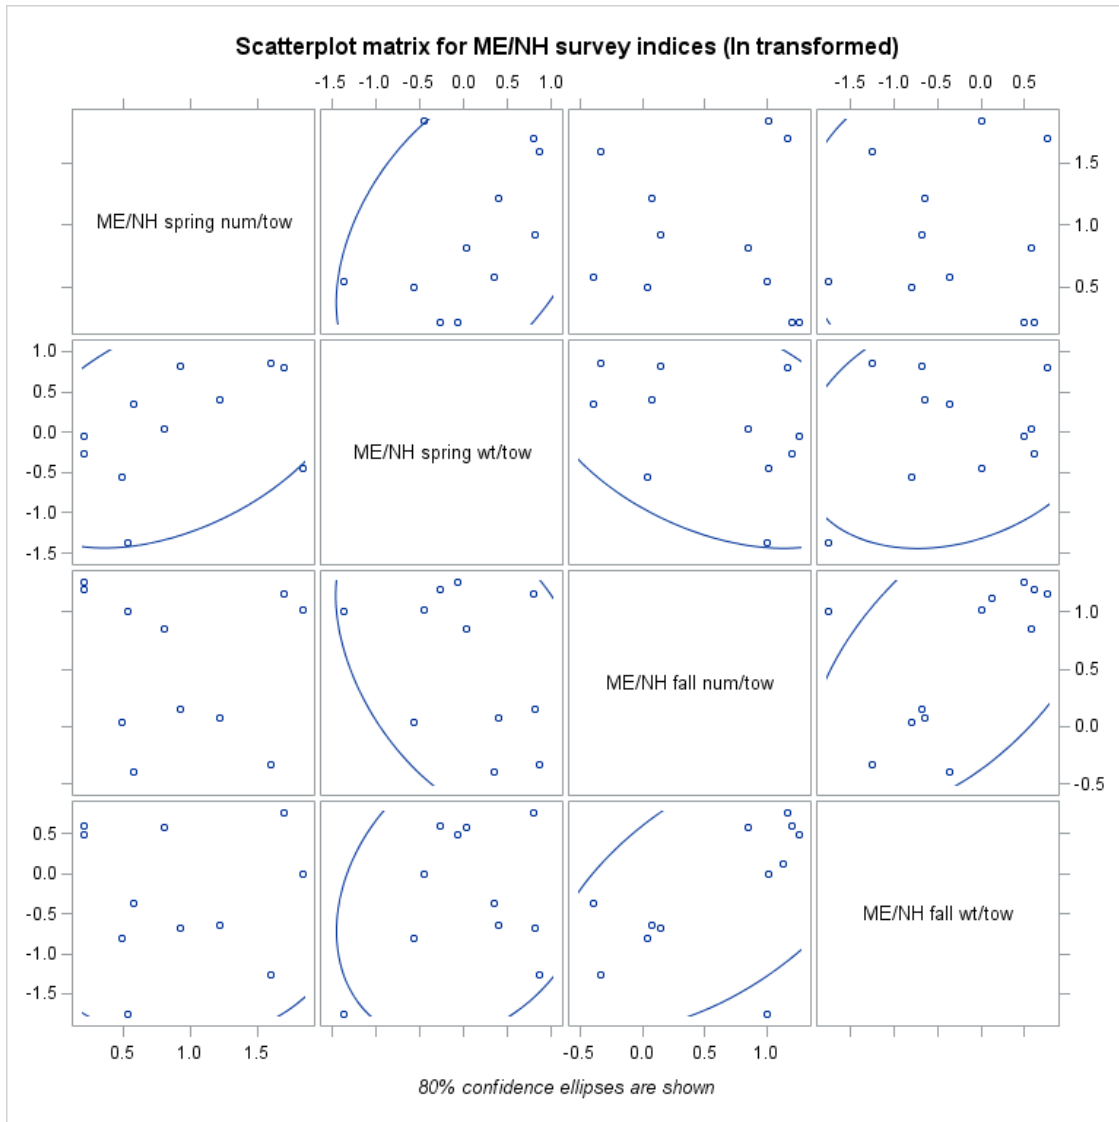 Scatterplot matrix for ME/NH survey indices (ln transformed)
-1.5 -1.0 -0.5 0.0 0.5 1.0 -1.5 -1.0 -0.5 0.0 0.5
1.5
ME/NH spring num/tow
1.0
0.5
1.0
0.5
0.0
ME/NH spring wt/tow
-0.5
-1.0
-1.5
1.0
ME/NH fall num/tow
0.5
0.0
-0.5
0.5
0.0
ME/NH fall wt/tow
-0.5
-1.0
-1.5
0.5 1.0 1.5 -0.5 0.0 0.5 1.0
80% confidence ellipses are shown